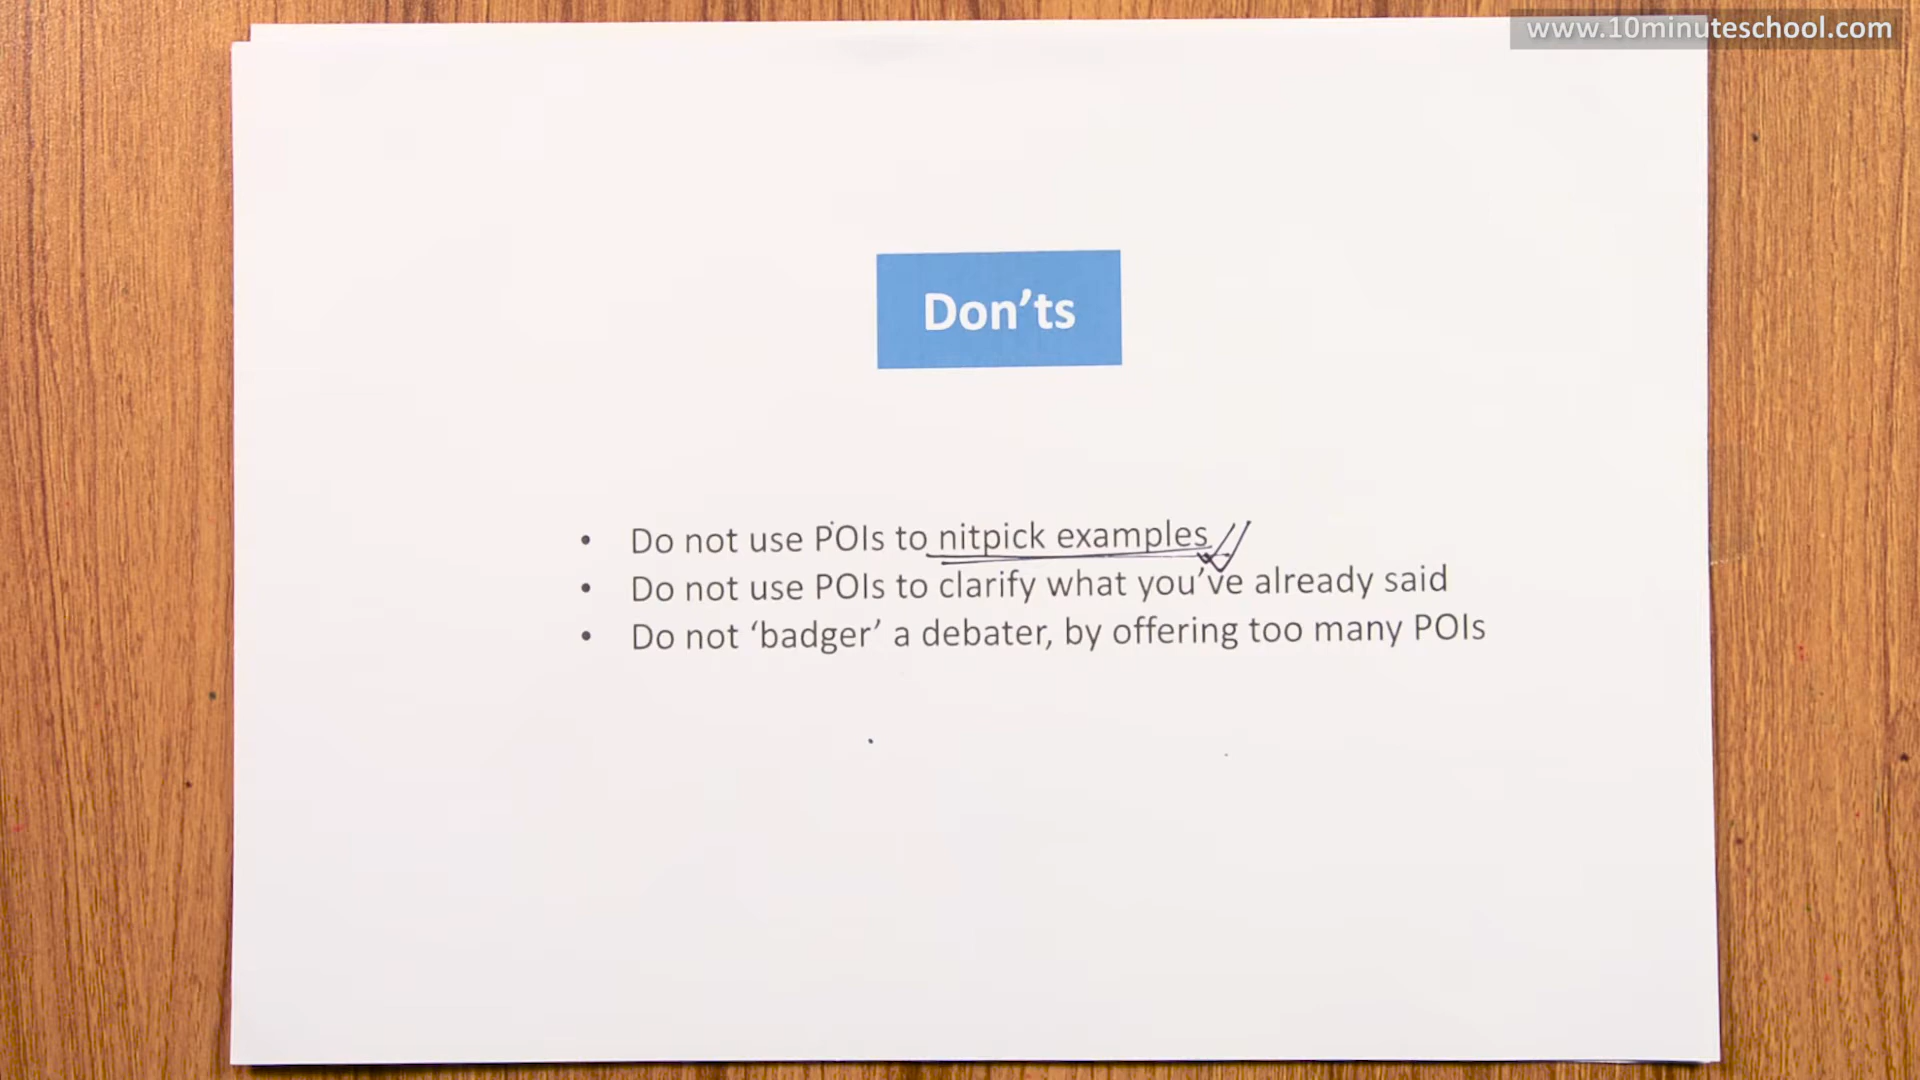 www.10minuteschool.com
Don’ts
• Do not use POIs to nitpick examples
• Do not use POIs to clarify what you’ve already said
• Do not ‘badger’ a debater, by offering too many POIs